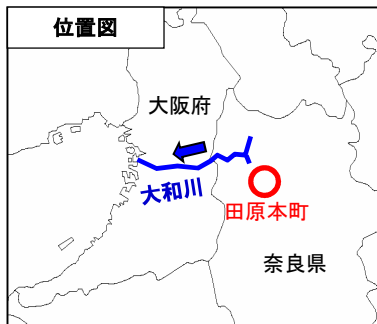 位置図
大阪府
大和川
田原本町
奈良県